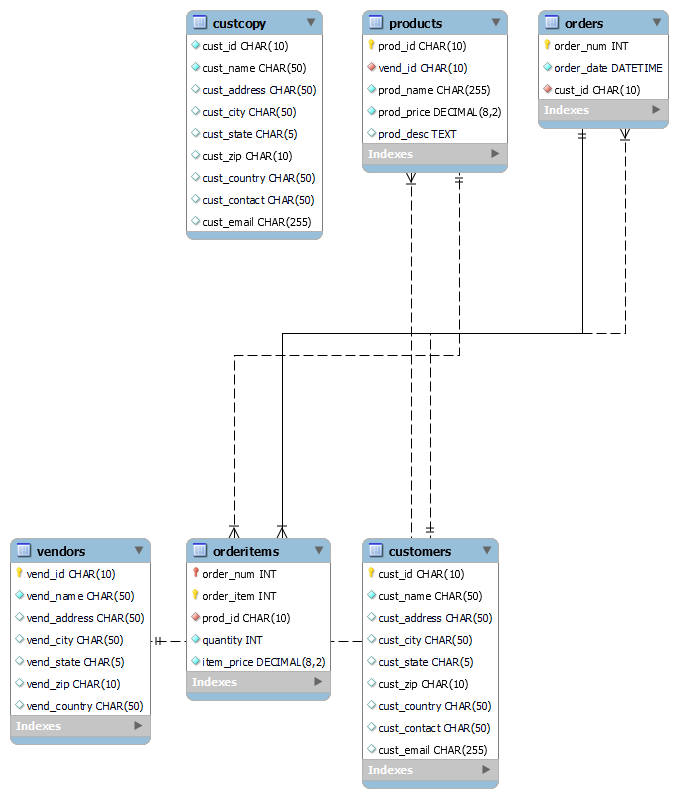 custcopy
cust_id CHAR(10)
cust_name CHAR(50)
cust_address CHAR(50)
cust_city CHAR(50)
cust_state CHAR(5)
cust_zip CHAR(10)
cust_country CHAR(50)
cust_contact CHAR(50)
cust_email CHAR(255)
products
prod_id CHAR(10)
vend_id CHAR(10)
prod_name CHAR(255)
prod_price DECIMAL(8,2)
prod_desc TEXT
Indexes
orders
order_num INT
order_date DATETIME
cust_id CHAR(10)
Indexes
vendors
vend_id CHAR(10)
vend_name CHAR(50)
vend_address CHAR(50)
vend_city CHAR(50)
vend_state CHAR(5)
vend_zip CHAR(10)
vend_country CHAR(50)
Indexes
orderitems
order_num INT
order_item INT
prod_id CHAR(10)
quantity INT
item_price DECIMAL(8,2)
Indexes
customers
cust_id CHAR(10)
cust_name CHAR(50)
cust_address CHAR(50)
cust_city CHAR(50)
cust_state CHAR(5)
cust_zip CHAR(10)
cust_country CHAR(50)
cust_contact CHAR(50)
cust_email CHAR(255)
Indexes